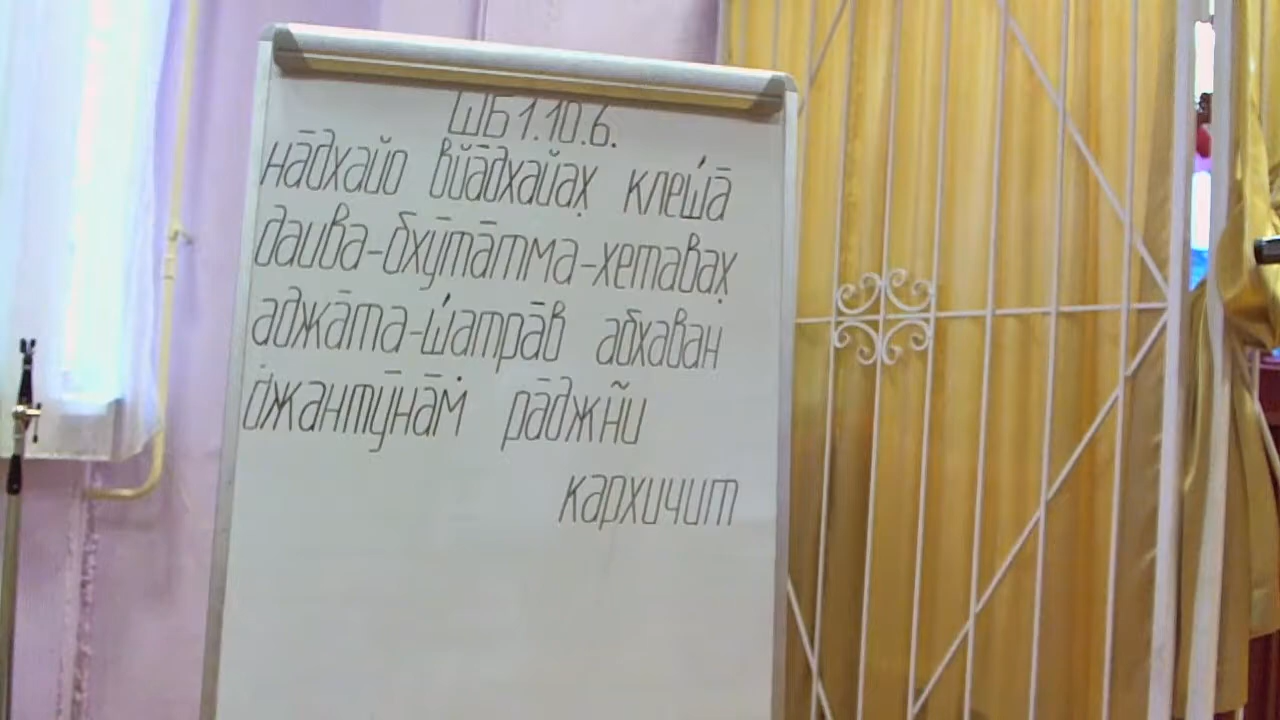 ШБ 1.10.6.
на̄дхайо вйа̄дхайах̣ клеш́а̄
даива-бхӯта̄тма-хетавах̣
аджа̄та-ш́атра̄в абхаван
джантӯна̄м̇ ра̄джн̃и
кархичит